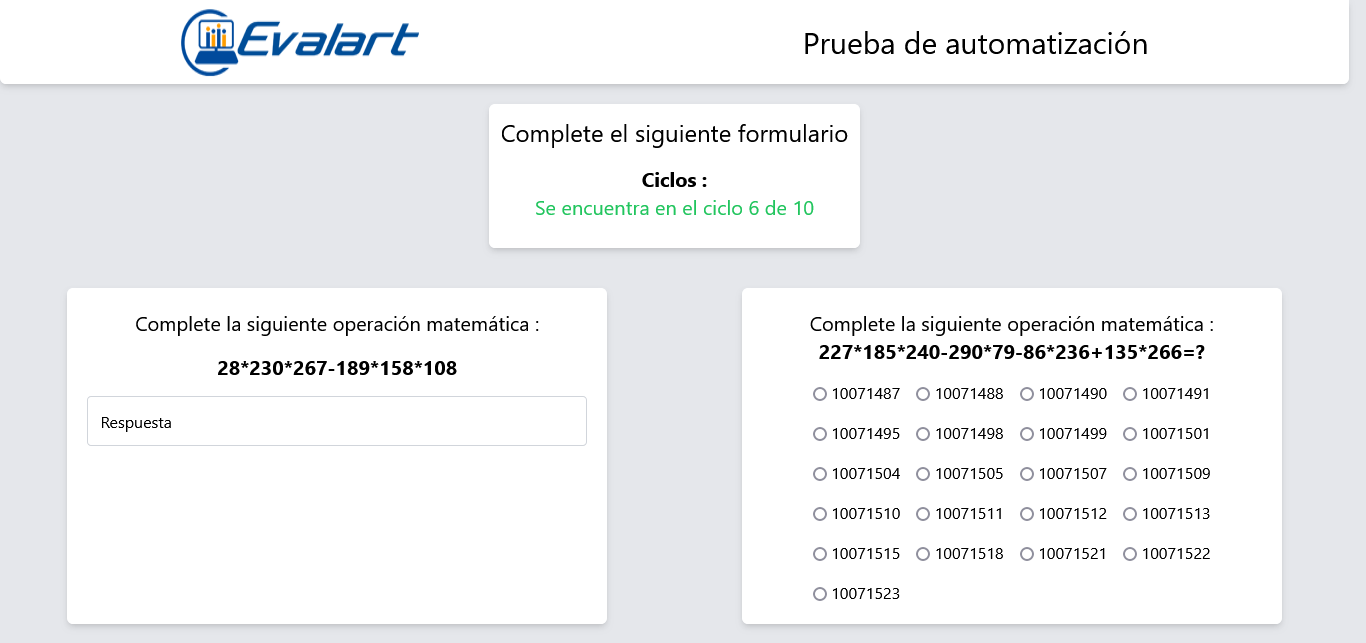 Evalart
Prueba de automatización
Complete el siguiente formulario
Ciclos :
Se encuentra en el ciclo 6 de 10
Complete la siguiente operación matemática :
28*230*267-189*158*108
Respuesta
Complete la siguiente operación matemática :
227*185*240-290*79-86*236+135*266=?
10071487 10071488 10071490 10071491
10071495 10071498 10071499 10071501
10071504 10071505 10071507 10071509
10071510 10071511 10071512 10071513
10071515 10071518 10071521 10071522
10071523